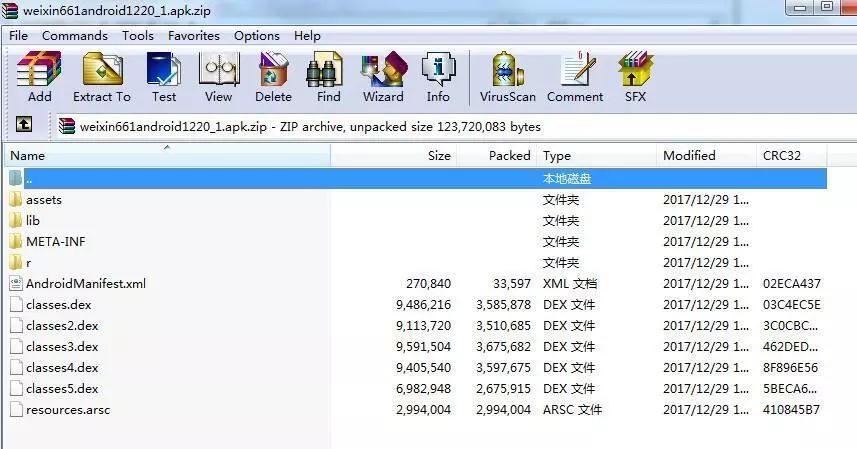 weixin661android1220_1.apk.zip
File Commands Tools Favorites Options Help
Add Extract To Test View Delete Find Wizard Info VirusScan Comment SFX
weixin661android1220_1.apk.zip - ZIP archive, unpacked size 123,720,083 bytes
Name Size Packed Type Modified CRC32
.. 本地磁盘
assets 文件夹 2017/12/29 1...
lib 文件夹 2017/12/29 1...
META-INF 文件夹 2017/12/29 1...
r 文件夹 2017/12/29 1...
AndroidManifest.xml 270,840 33,597 XML 文档 2017/12/29 1... 02ECA437
classes.dex 9,486,216 3,585,878 DEX 文件 2017/12/29 1... 03C4EC5E
classes2.dex 9,113,720 3,510,685 DEX 文件 2017/12/29 1... 3C0CBC...
classes3.dex 9,591,504 3,675,682 DEX 文件 2017/12/29 1... 462DED...
classes4.dex 9,405,540 3,597,675 DEX 文件 2017/12/29 1... 8F896E56
classes5.dex 6,982,948 2,675,915 DEX 文件 2017/12/29 1... 5BECA6...
resources.arsc 2,994,004 2,994,004 ARSC 文件 2017/12/29 1... 410845B7